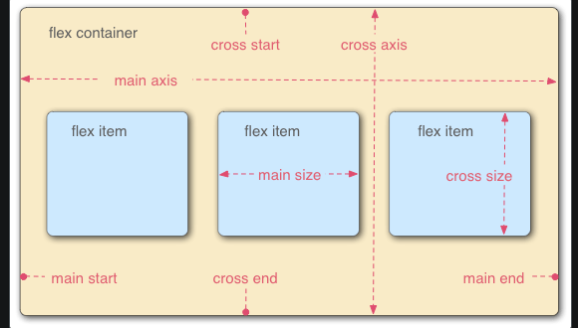 flex container
cross start
cross axis
main axis
flex item
flex item
flex item
main size
cross size
main start
cross end
main end